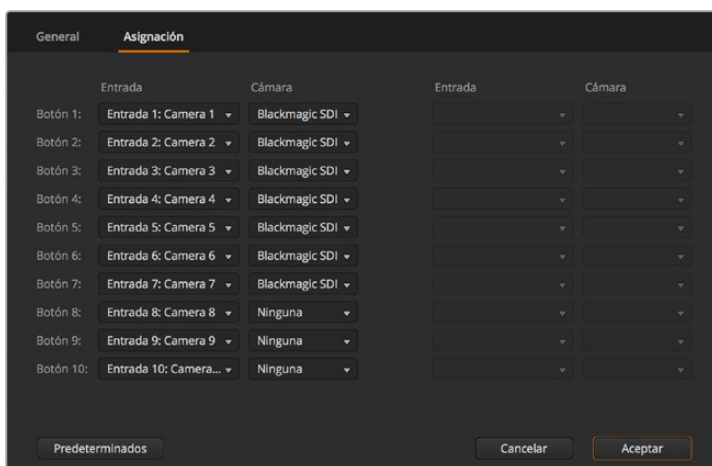 General Asignación
Entrada Cámara Entrada Cámara
Botón 1: Entrada 1: Camera 1 Blackmagic SDI
Botón 2: Entrada 2: Camera 2 Blackmagic SDI
Botón 3: Entrada 3: Camera 3 Blackmagic SDI
Botón 4: Entrada 4: Camera 4 Blackmagic SDI
Botón 5: Entrada 5: Camera 5 Blackmagic SDI
Botón 6: Entrada 6: Camera 6 Blackmagic SDI
Botón 7: Entrada 7: Camera 7 Blackmagic SDI
Botón 8: Entrada 8: Camera 8 Ninguna
Botón 9: Entrada 9: Camera 9 Ninguna
Botón 10: Entrada 10: Camera... Ninguna
Predeterminados Cancelar Aceptar